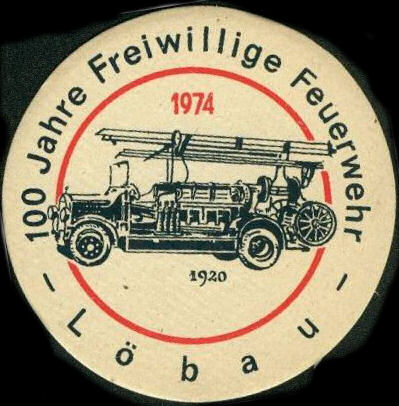 100 Jahre Freiwillige Feuerwehr
1974
1920
– Löbau –